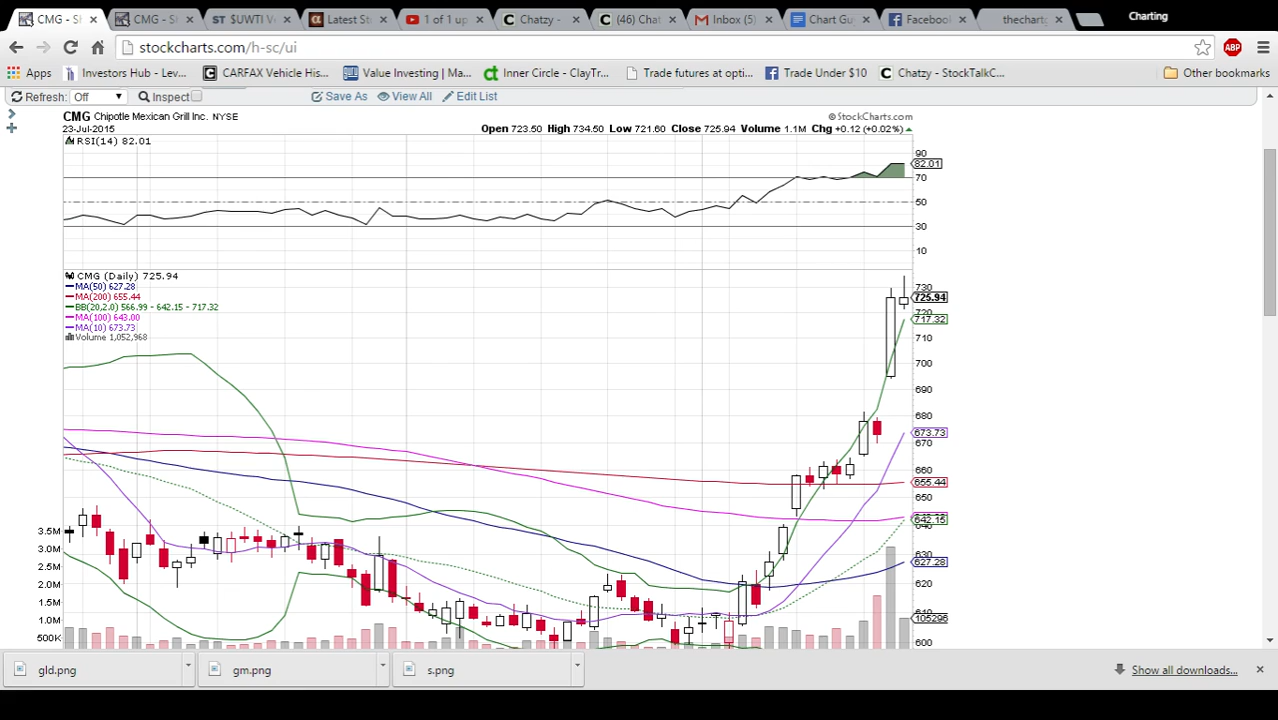 CMG - Sh
CMG - St
ST $UWTI Ve
Latest St
1 of 1 up
Chatzy -
(46) Chat
Inbox (5)
Chart Gu
Facebook
thechart
Charting
stockcharts.com/h-sc/ui
Apps
Investors Hub - Lev...
CARFAX Vehicle His...
Value Investing | Ma...
Inner Circle - ClayTr...
Trade futures as opti...
Trade Under $10
Chatzy - StockTalkC...
Other bookmarks
Refresh: Off
Inspect
Save As
View All
Edit List
CMG Chipotle Mexican Grill Inc. NYSE
© StockCharts.com
23-Jul-2015
Open 723.50 High 734.50 Low 721.60 Close 725.94 Volume 1.1M Chg +0.12 (+0.02%)
RSI(14) 82.01
90
82.01
70
50
30
10
CMG (Daily) 725.94
MA(50) 627.28
MA(200) 655.44
BB(20,2.0) 566.99 - 642.15 - 717.32
MA(100) 643.00
MA(10) 673.73
Volume 1,052,968
730
725.94
720
717.32
710
700
690
680
673.73
670
660
655.44
650
642.15
640
630
627.28
620
610
105296
600
3.5M
3.0M
2.5M
2.0M
1.5M
1.0M
500K
gld.png
gm.png
s.png
Show all downloads...
ABP